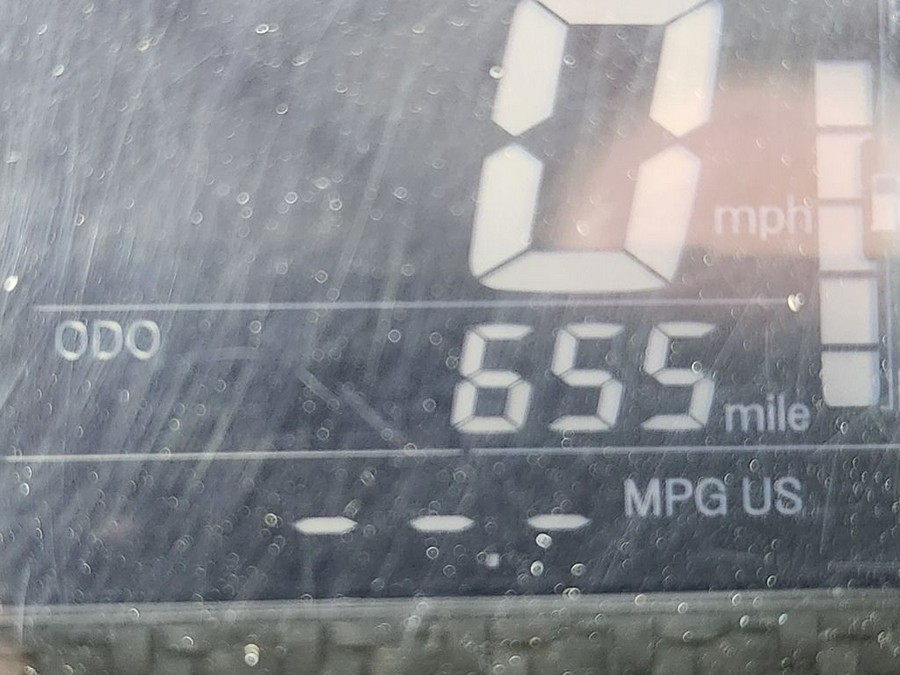 0 mph
ODO 655 mile
--.- MPG US